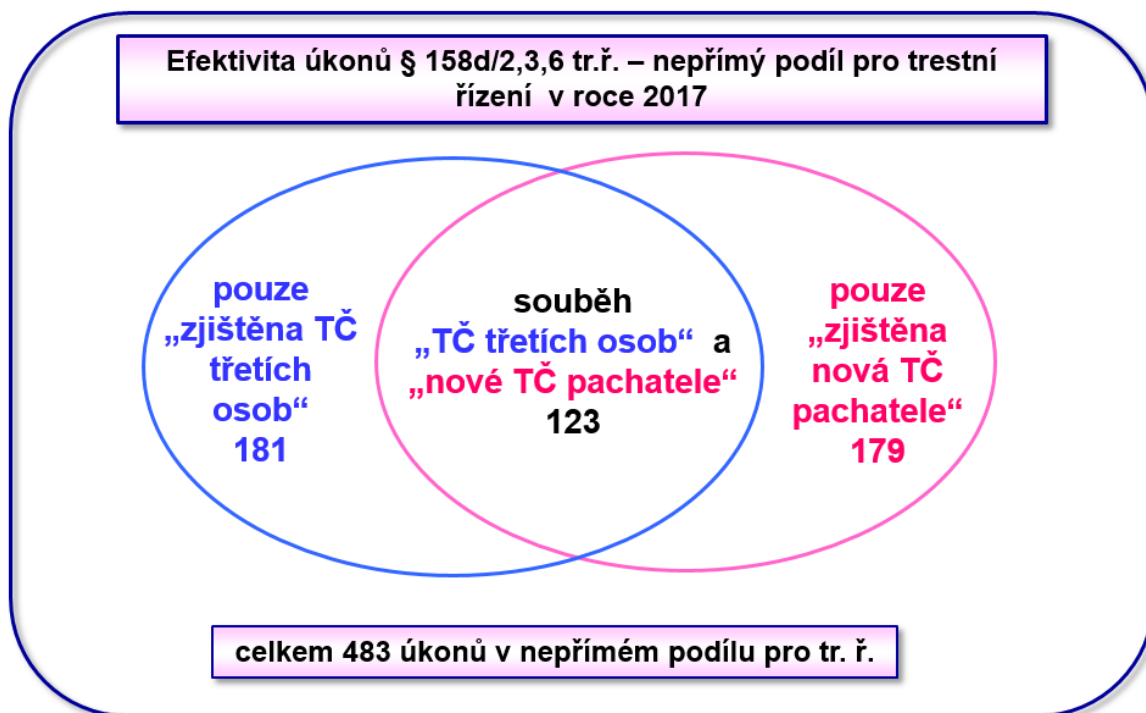 Efektivita úkonů § 158d/2,3,6 tr.ř. – nepřímý podíl pro trestní
řízení v roce 2017
pouze
„zjištěna TČ
třetích
osob“
181
souběh
„TČ třetích osob“ a
„nové TČ pachatele“
123
pouze
„zjištěna
nová TČ
pachatele“
179
celkem 483 úkonů v nepřímém podílu pro tr. ř.